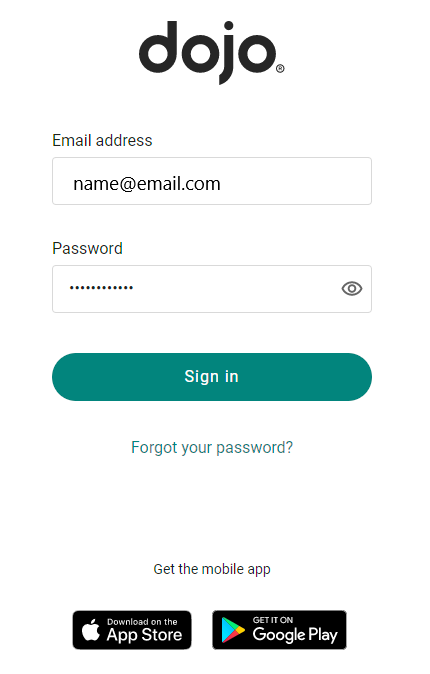 dojo®
Email address
name@email.com
Password
••••••••••••
Sign in
Forgot your password?
Get the mobile app
Download on the
App Store
GET IT ON
Google Play